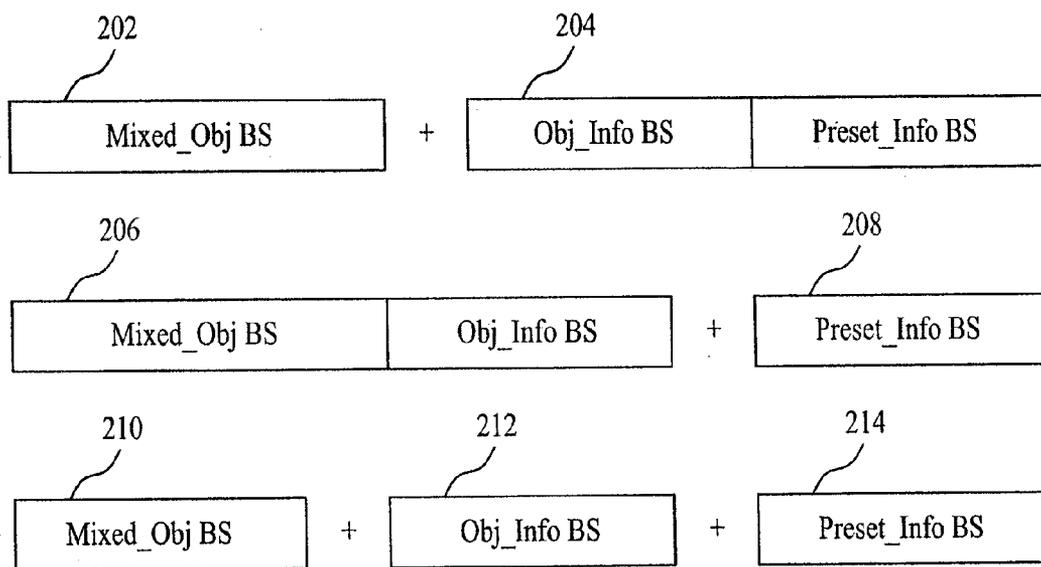 202 204
Mixed_Obj BS + Obj_Info BS Preset_Info BS
206 208
Mixed_Obj BS Obj_Info BS + Preset_Info BS
210 212 214
Mixed_Obj BS + Obj_Info BS + Preset_Info BS